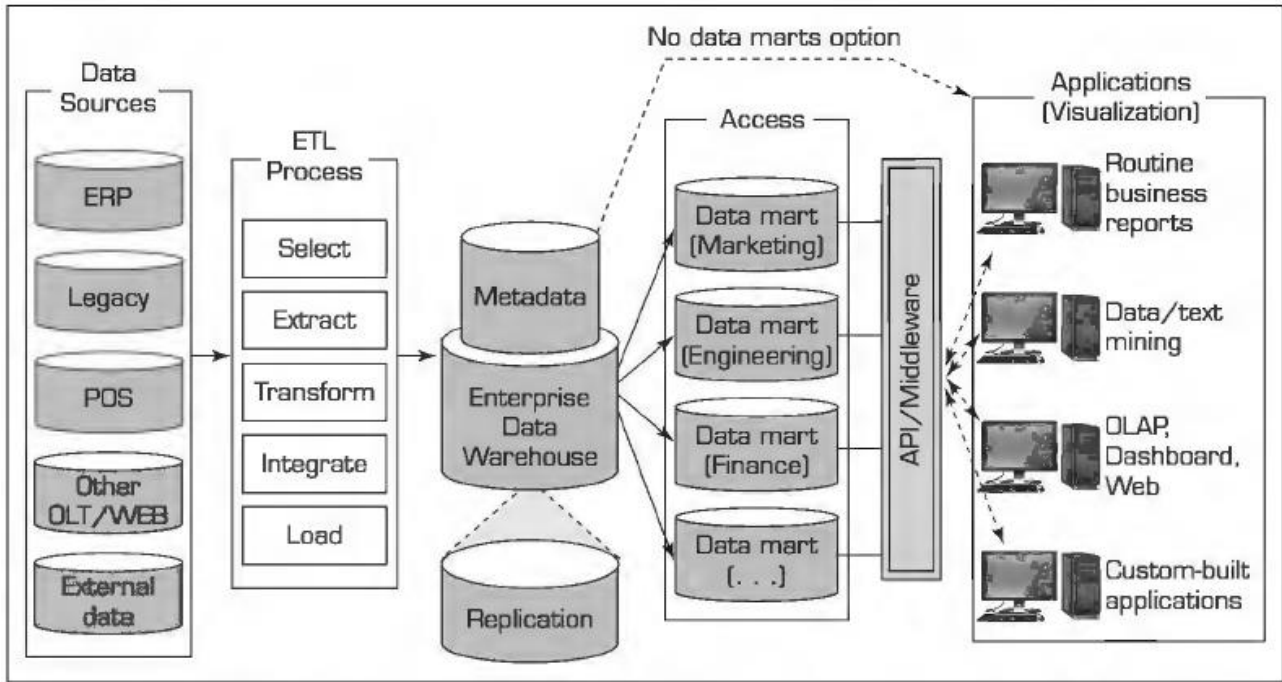 No data marts option
Data
Sources
ERP
Legacy
POS
Other
OLT/WEB
External
data
ETL
Process
Select
Extract
Transform
Integrate
Load
Metadata
Enterprise
Data
Warehouse
Replication
Access
Data mart
(Marketing)
Data mart
(Engineering)
Data mart
(Finance)
Data mart
(. . .)
API/Middleware
Applications
(Visualization)
Routine
business
reports
Data/text
mining
OLAP,
Dashboard,
Web
Custom-built
applications